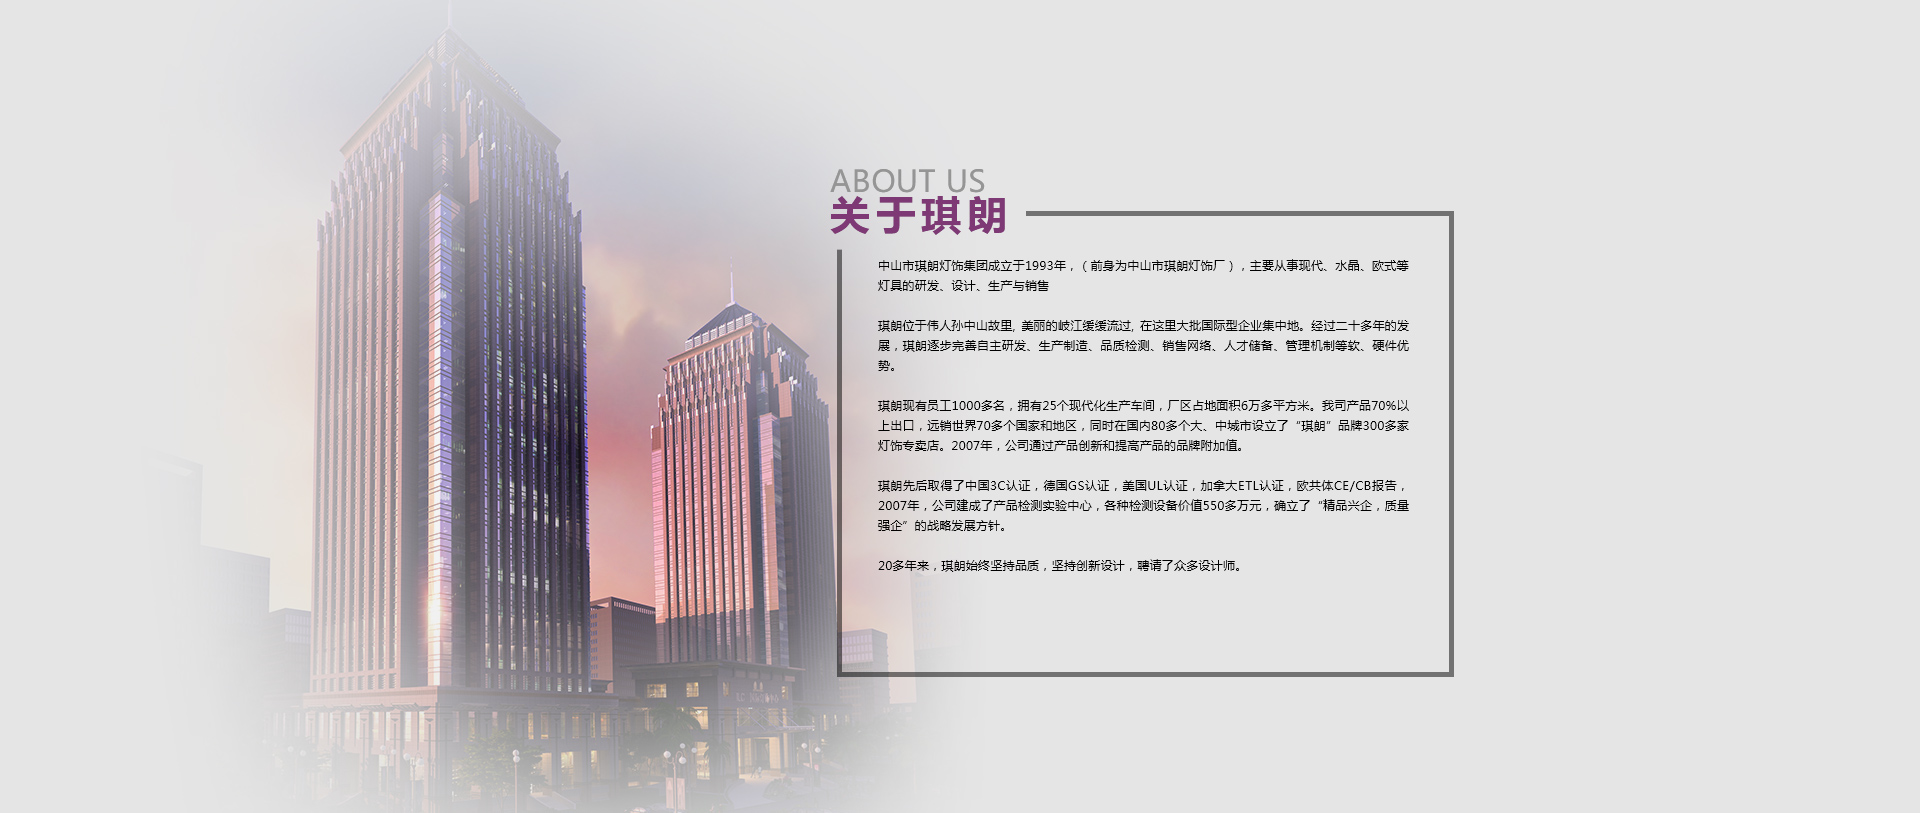 ABOUT US
关于琪朗
中山市琪朗灯饰集团成立于1993年，（前身为中山市琪朗灯饰厂），主要从事现代、水晶、欧式等
灯具的研发、设计、生产与销售
琪朗位于伟人孙中山故里, 美丽的岐江缓缓流过, 在这里大批国际型企业集中地。经过二十多年的发
展，琪朗逐步完善自主研发、生产制造、品质检测、销售网络、人才储备、管理机制等软、硬件优
势。
琪朗现有员工1000多名，拥有25个现代化生产车间，厂区占地面积6万多平方米。我司产品70%以
上出口，远销世界70多个国家和地区，同时在国内80多个大、中城市设立了“琪朗”品牌300多家
灯饰专卖店。2007年，公司通过产品创新和提高产品的品牌附加值。
琪朗先后取得了中国3C认证，德国GS认证，美国UL认证，加拿大ETL认证，欧共体CE/CB报告，
2007年，公司建成了产品检测实验中心，各种检测设备价值550多万元，确立了“精品兴企，质量
强企”的战略发展方针。
20多年来，琪朗始终坚持品质，坚持创新设计，聘请了众多设计师。